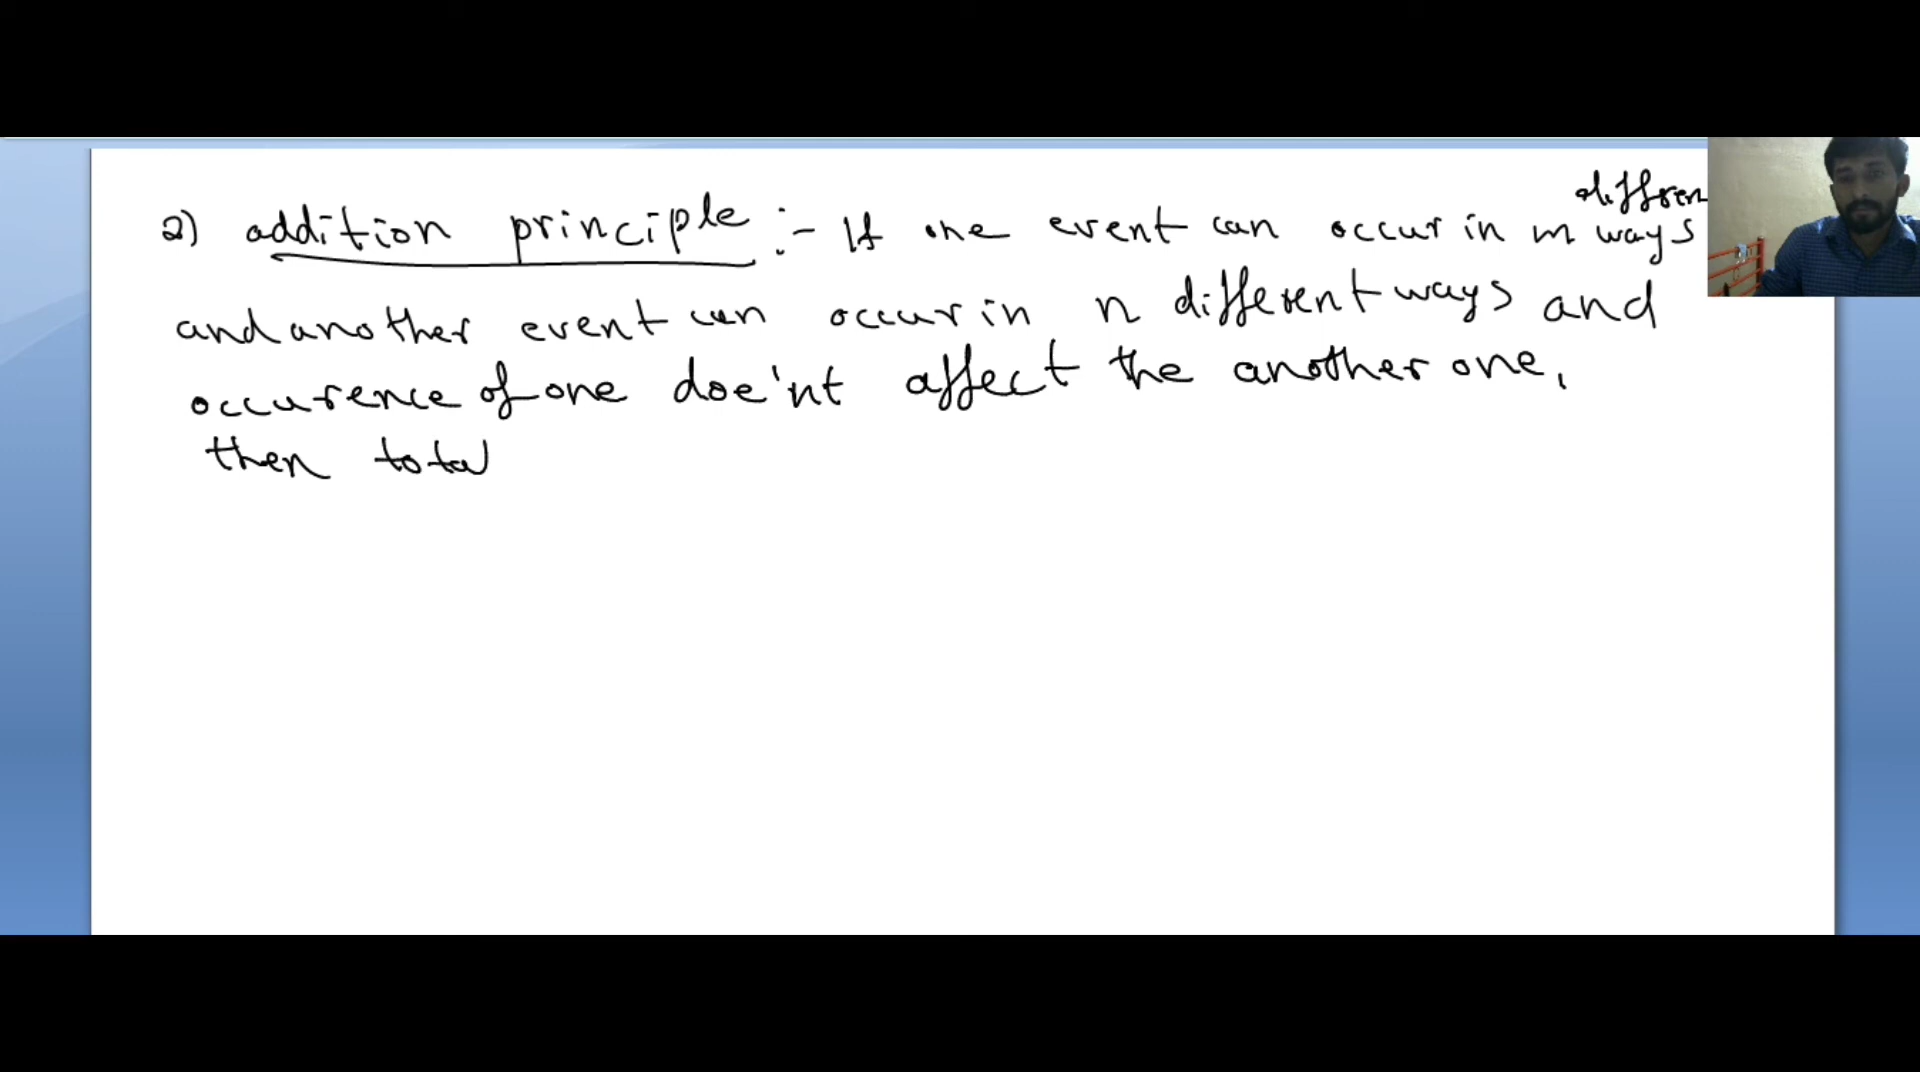 2) addition principle :- If one event can occur in m differen ways
and another event can occur in n different ways and
occurence of one doe'nt affect the another one,
then total